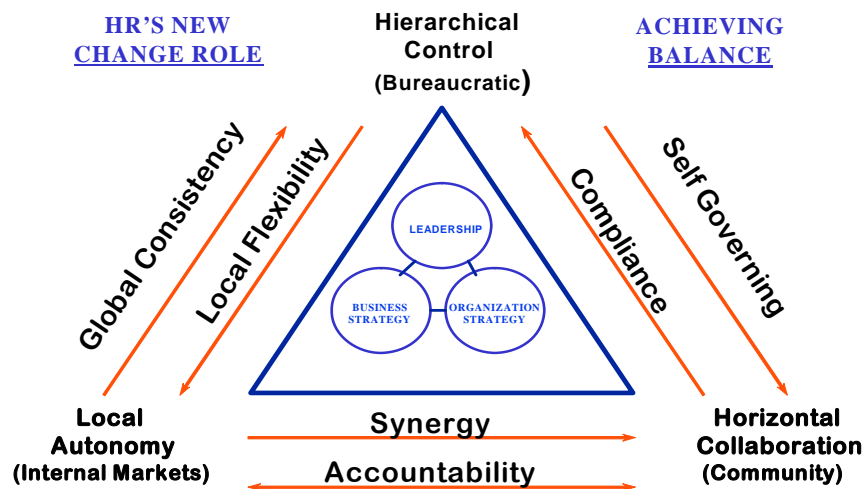 HR'S NEW
CHANGE ROLE
Hierarchical
Control
(Bureaucratic)
ACHIEVING
BALANCE
Global Consistency
Local Flexibility
Compliance
Self Governing
LEADERSHIP
BUSINESS
STRATEGY
ORGANIZATION
STRATEGY
Local
Autonomy
(Internal Markets)
Synergy
Accountability
Horizontal
Collaboration
(Community)